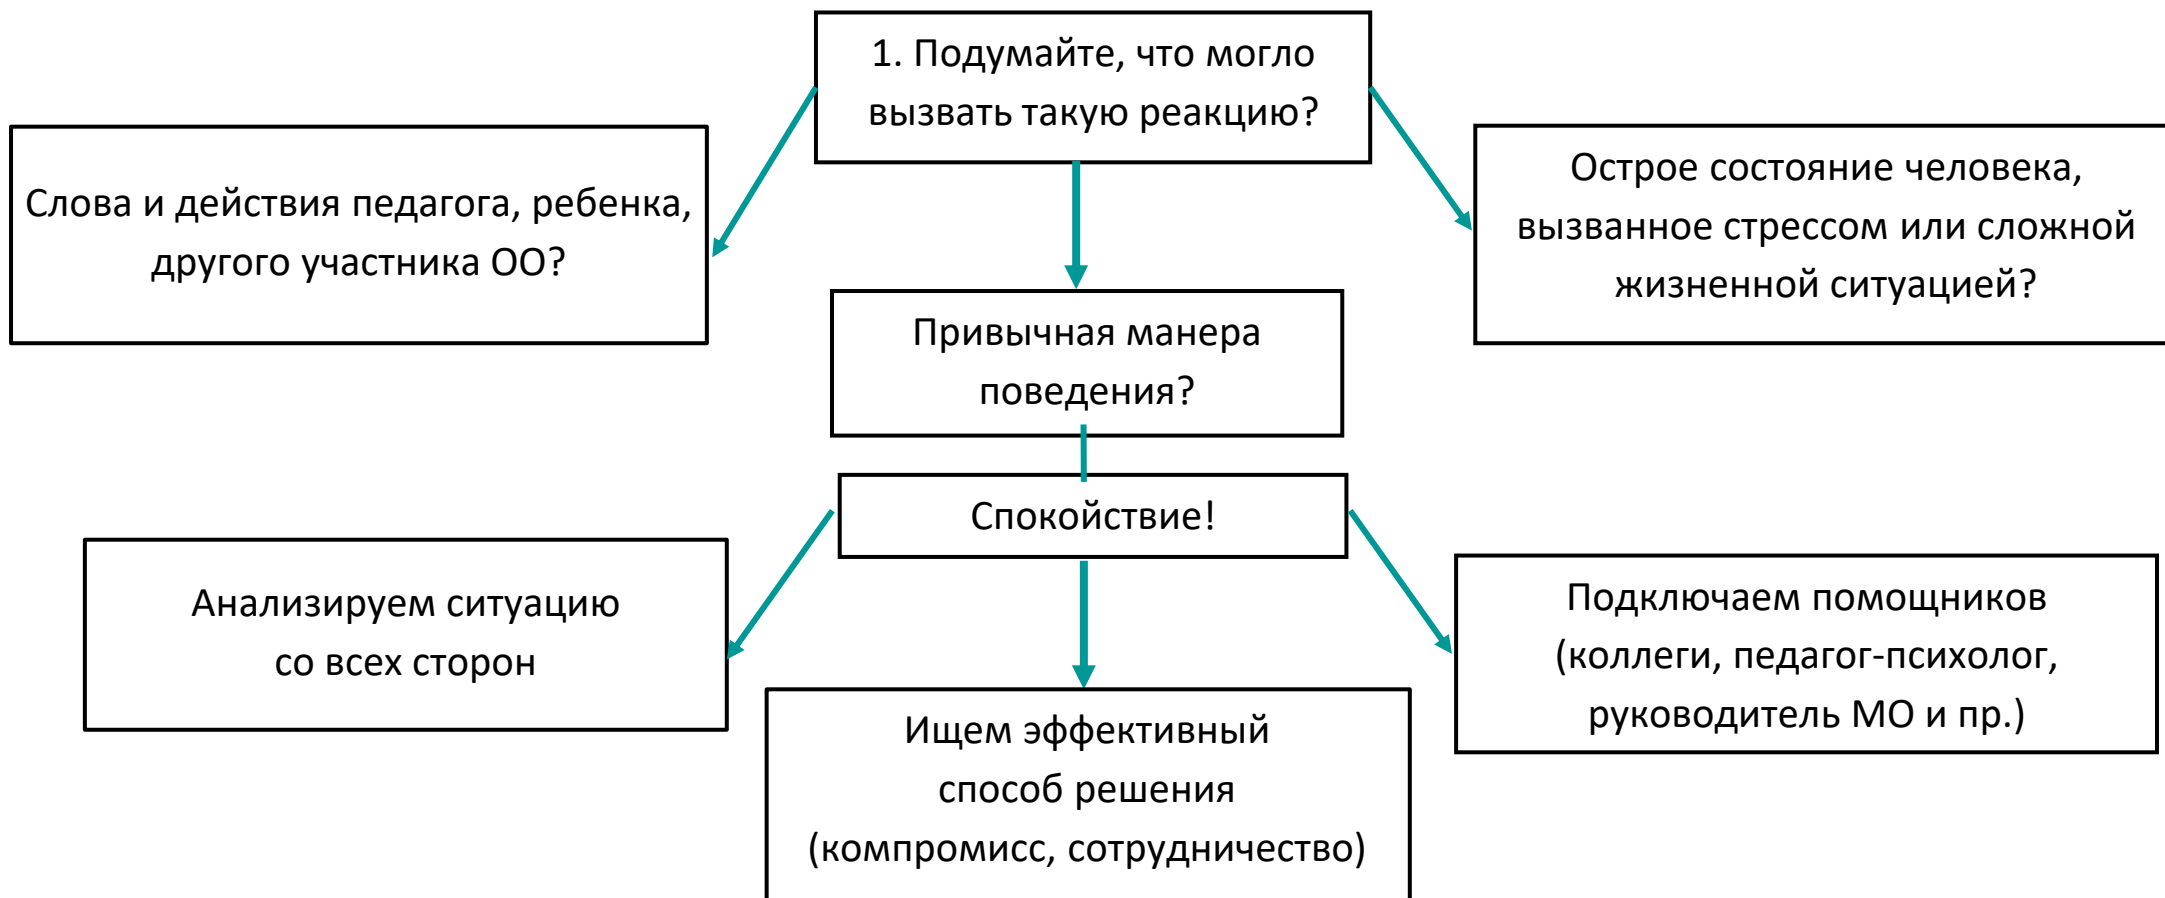 1. Подумайте, что могло
вызвать такую реакцию?
Слова и действия педагога, ребенка,
другого участника ОО?
Привычная манера
поведения?
Острое состояние человека,
вызванное стрессом или сложной
жизненной ситуацией?
Спокойствие!
Анализируем ситуацию
со всех сторон
Ищем эффективный
способ решения
(компромисс, сотрудничество)
Подключаем помощников
(коллеги, педагог-психолог,
руководитель МО и пр.)